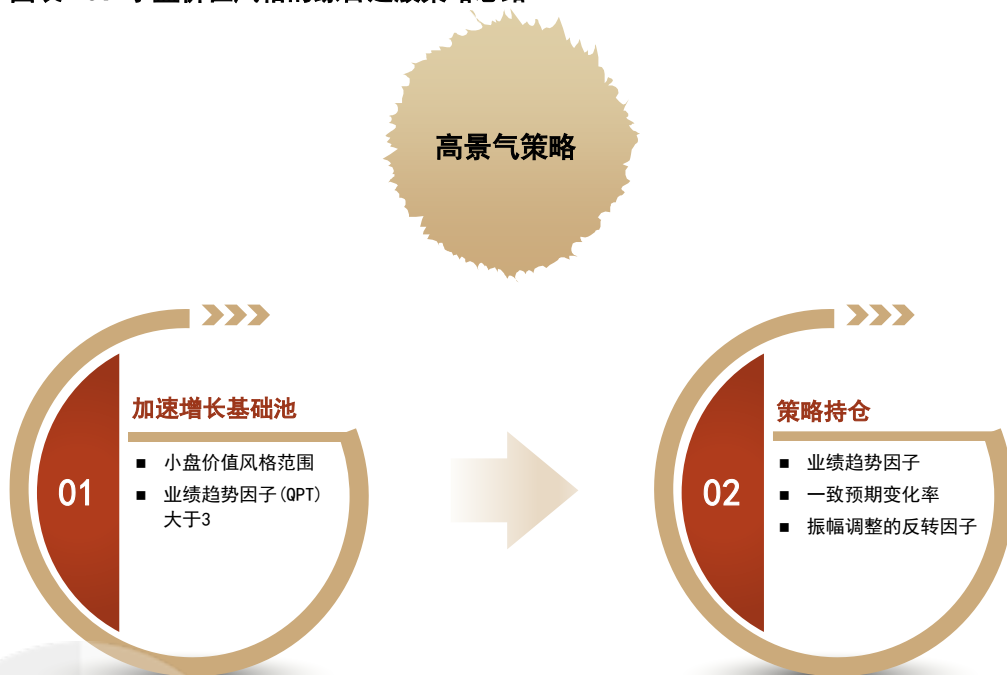 高景气策略
加速增长基础池
01
■ 小盘价值风格范围
■ 业绩趋势因子(QPT)
大于3
策略持仓
02
■ 业绩趋势因子
■ 一致预期变化率
■ 振幅调整的反转因子